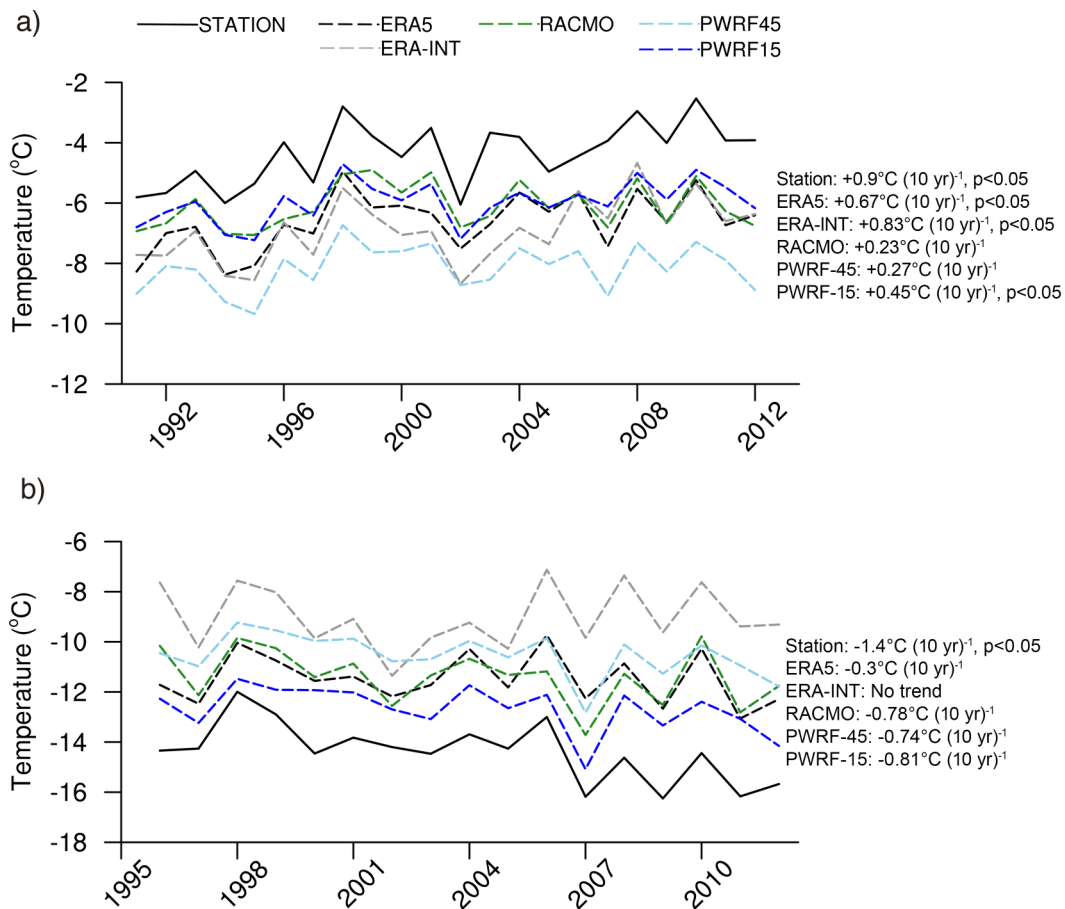 a)
STATION ERA5 RACMO PWRF45
ERA-INT PWRF15
-2
-4
-6
-8
-10
-12
Temperature (°C)
1992 1996 2000 2004 2008 2012
Station: +0.9°C (10 yr)⁻¹, p<0.05
ERA5: +0.67°C (10 yr)⁻¹, p<0.05
ERA-INT: +0.83°C (10 yr)⁻¹, p<0.05
RACMO: +0.23°C (10 yr)⁻¹
PWRF-45: +0.27°C (10 yr)⁻¹
PWRF-15: +0.45°C (10 yr)⁻¹, p<0.05
b)
-6
-8
-10
-12
-14
-16
-18
Temperature (°C)
1995 1998 2001 2004 2007 2010
Station: -1.4°C (10 yr)⁻¹, p<0.05
ERA5: -0.3°C (10 yr)⁻¹
ERA-INT: No trend
RACMO: -0.78°C (10 yr)⁻¹
PWRF-45: -0.74°C (10 yr)⁻¹
PWRF-15: -0.81°C (10 yr)⁻¹